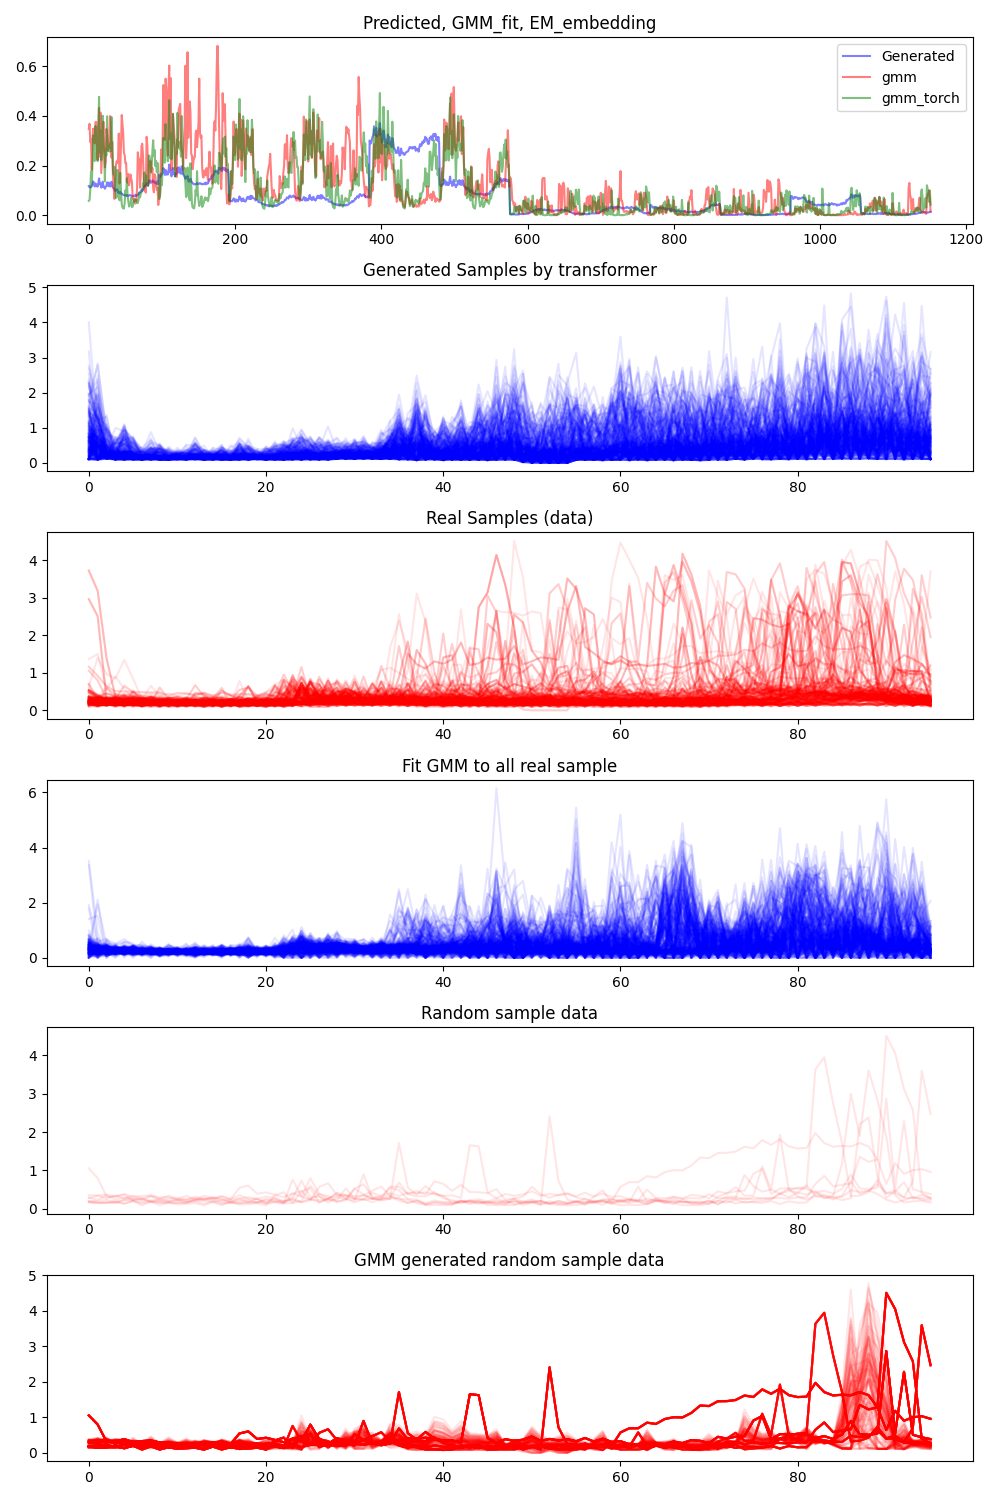 Predicted, GMM_fit, EM_embedding
Generated
gmm
gmm_torch
0.6
0.4
0.2
0.0
0 200 400 600 800 1000 1200
Generated Samples by transformer
5
4
3
2
1
0
0 20 40 60 80
Real Samples (data)
4
3
2
1
0
0 20 40 60 80
Fit GMM to all real sample
6
4
2
0
0 20 40 60 80
Random sample data
4
3
2
1
0
0 20 40 60 80
GMM generated random sample data
5
4
3
2
1
0
0 20 40 60 80